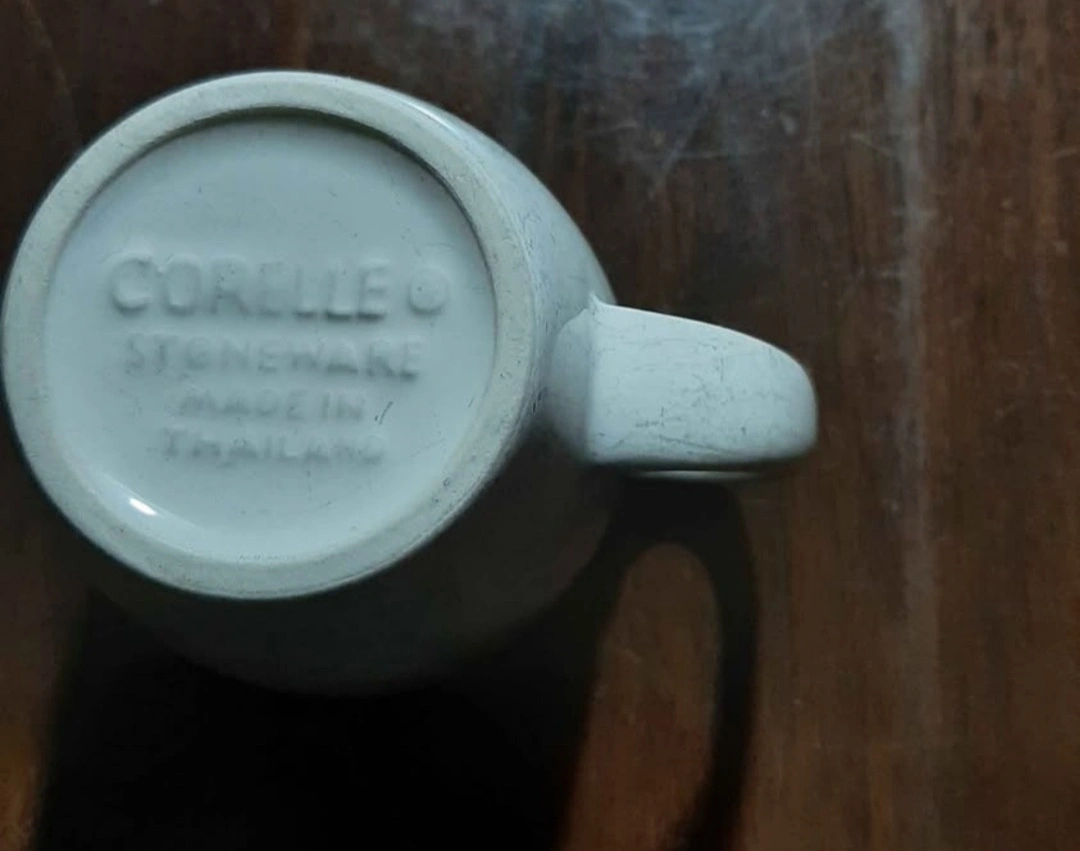 CORELLE ®
STONEWARE
MADE IN
THAILAND